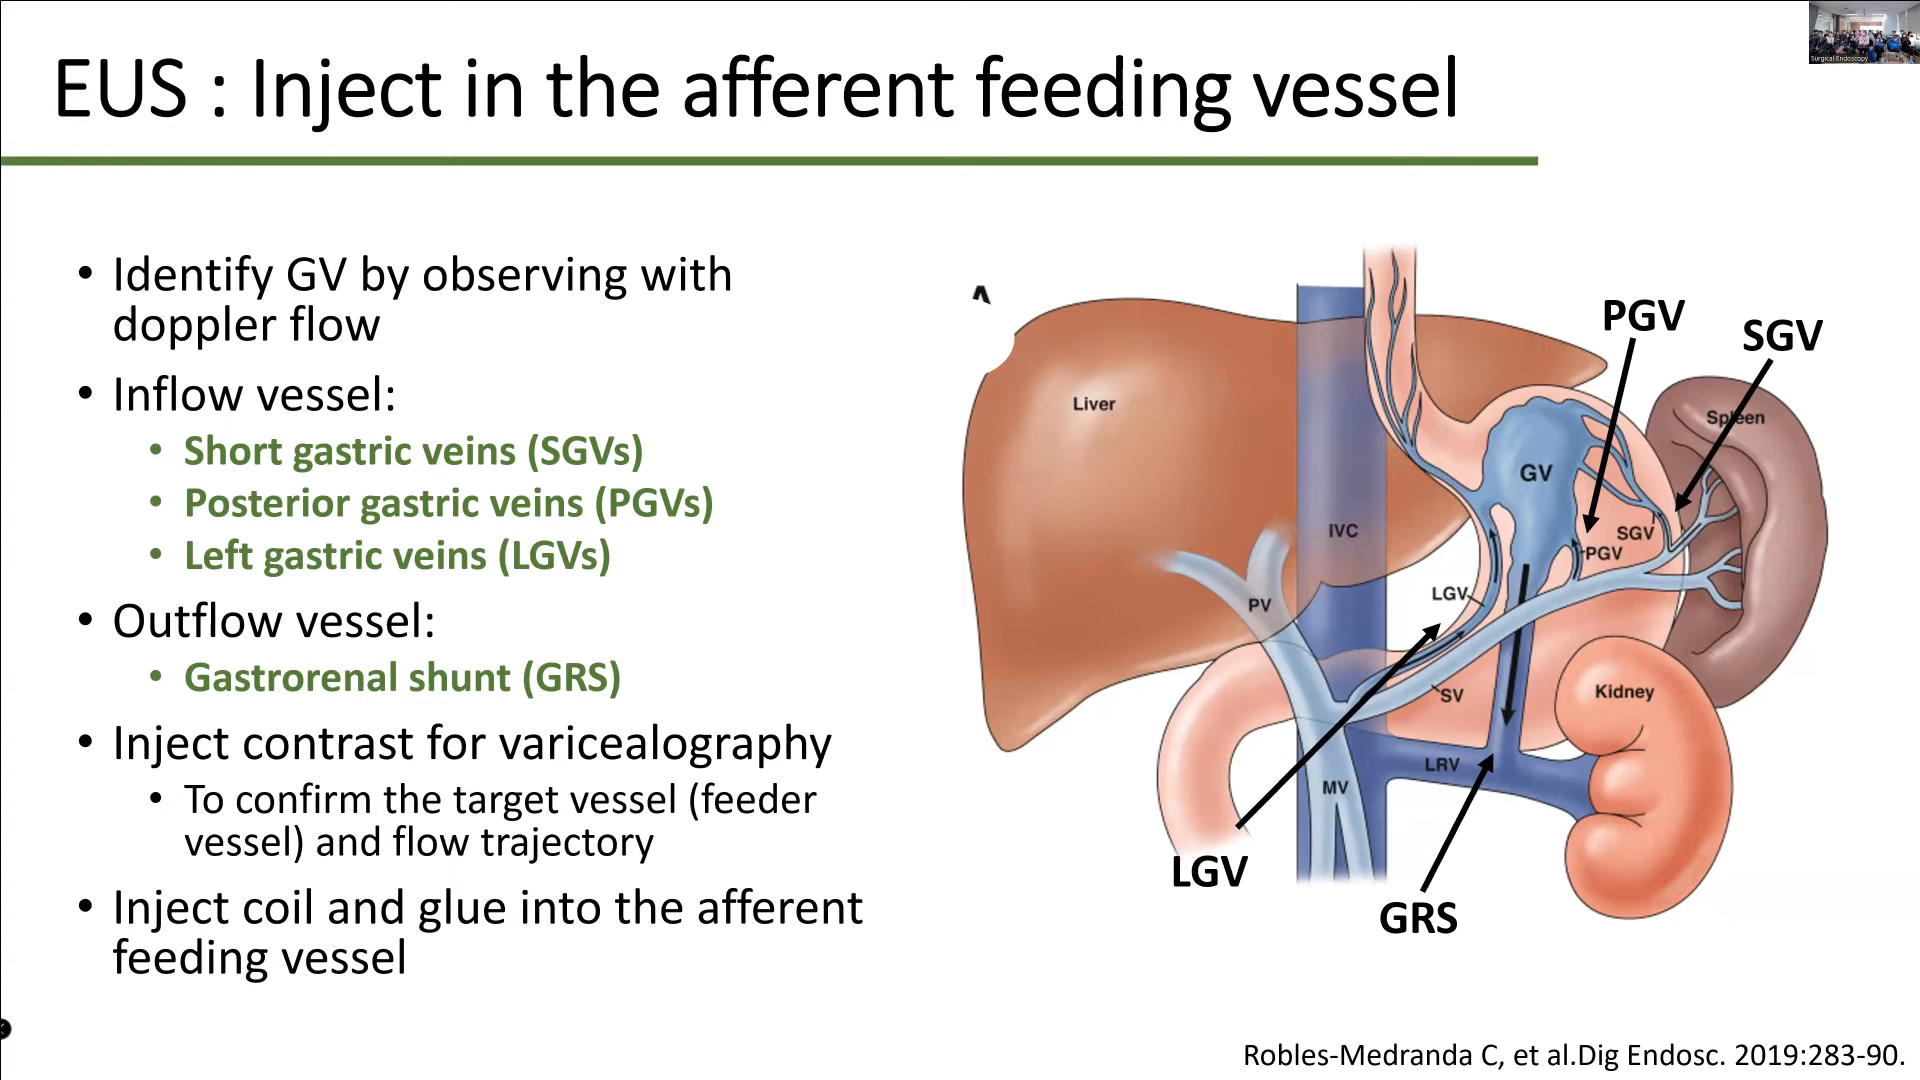 EUS : Inject in the afferent feeding vessel
Surgical Endoscopy
• Identify GV by observing with
doppler flow
• Inflow vessel:
• Short gastric veins (SGVs)
• Posterior gastric veins (PGVs)
• Left gastric veins (LGVs)
• Outflow vessel:
• Gastrorenal shunt (GRS)
• Inject contrast for varicealography
• To confirm the target vessel (feeder
vessel) and flow trajectory
• Inject coil and glue into the afferent
feeding vessel
A
PGV
SGV
Liver
Spleen
GV
IVC
SGV
PGV
LGV
PV
SV
Kidney
LRV
MV
LGV
GRS
Robles-Medranda C, et al.Dig Endosc. 2019:283-90.